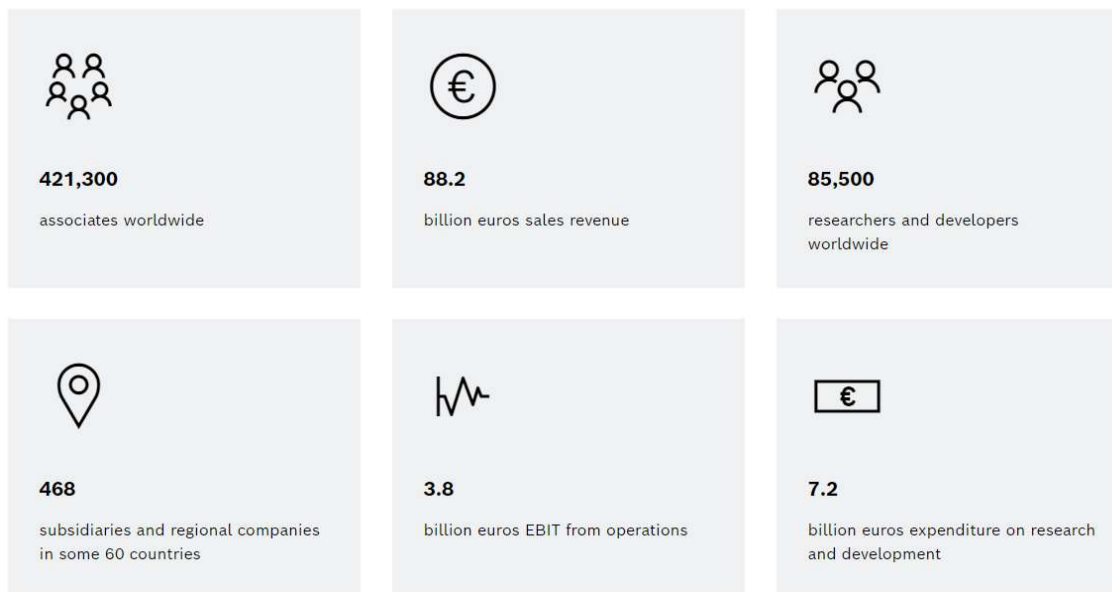 421,300
associates worldwide
€
88.2
billion euros sales revenue
85,500
researchers and developers
worldwide
468
subsidiaries and regional companies
in some 60 countries
3.8
billion euros EBIT from operations
€
7.2
billion euros expenditure on research
and development